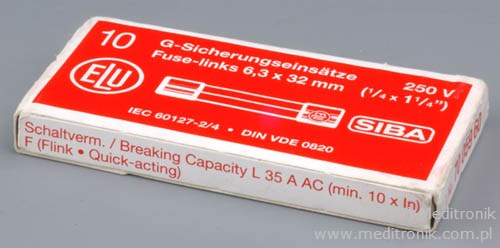 10
G-Sicherungseinsätze
Fuse-links 6,3 x 32 mm
250 V
(1/4 x 1 1/4")
ELU
SIBA
IEC 60127-2/4 • DIN VDE 0820
Schaltverm. / Breaking Capacity L 35 A AC (min. 10 x In)
F (Flink • Quick-acting)
meditronik
www.meditronik.com.pl